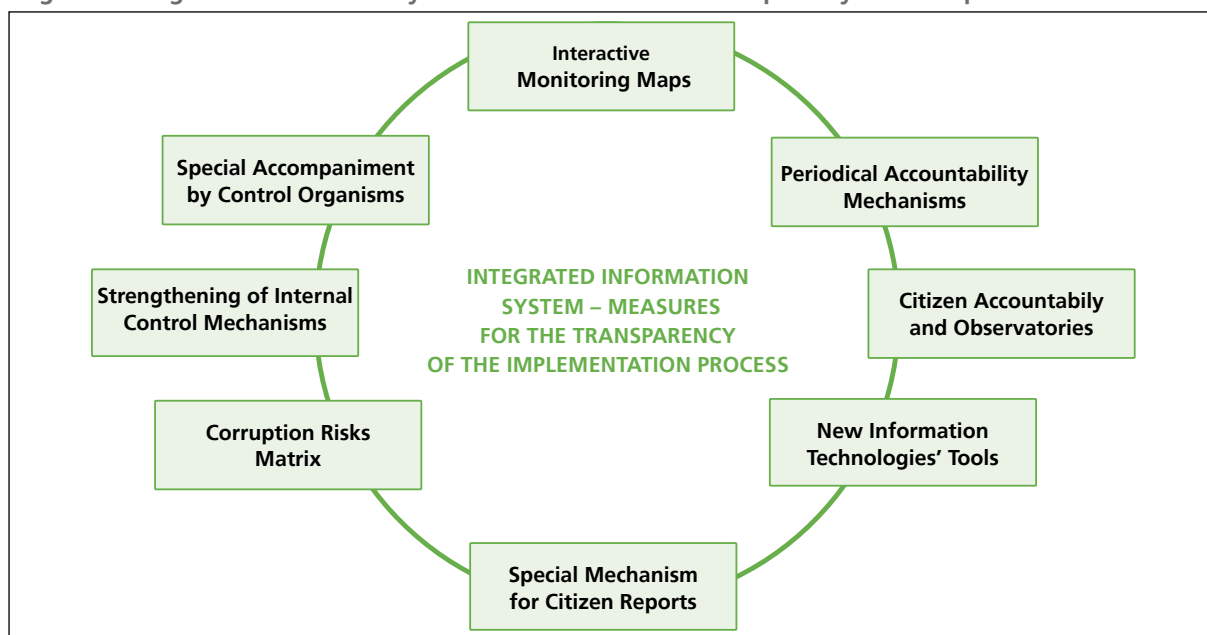 Interactive
Monitoring Maps
Periodical Accountability
Mechanisms
Citizen Accountabily
and Observatories
New Information
Technologies’ Tools
Special Mechanism
for Citizen Reports
Corruption Risks
Matrix
Strengthening of Internal
Control Mechanisms
Special Accompaniment
by Control Organisms
INTEGRATED INFORMATION
SYSTEM – MEASURES
FOR THE TRANSPARENCY
OF THE IMPLEMENTATION PROCESS